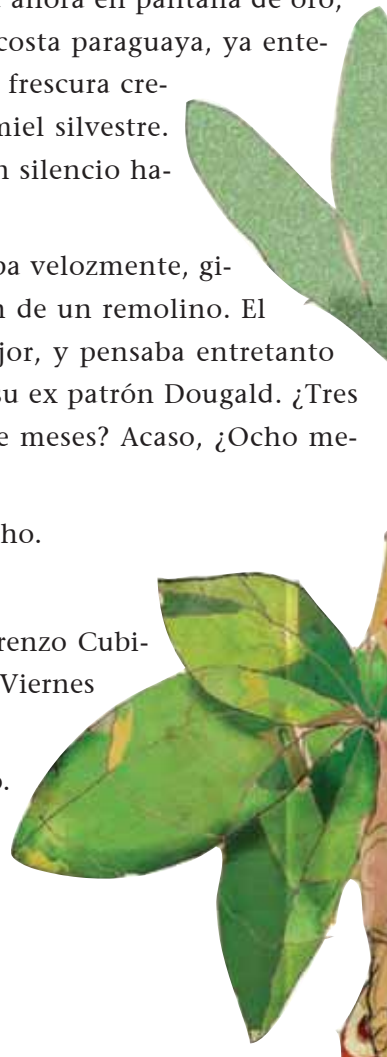 ahora en pantalla de oro,
costa paraguaya, ya ente-
frescura cre-
miel silvestre.
silencio ha-
velozmente, gi-
de un remolino. El
y pensaba entretanto
su ex patrón Dougald. ¿Tres
meses? Acaso, ¿Ocho me-
ho.
renzo Cubi-
Viernes
o.